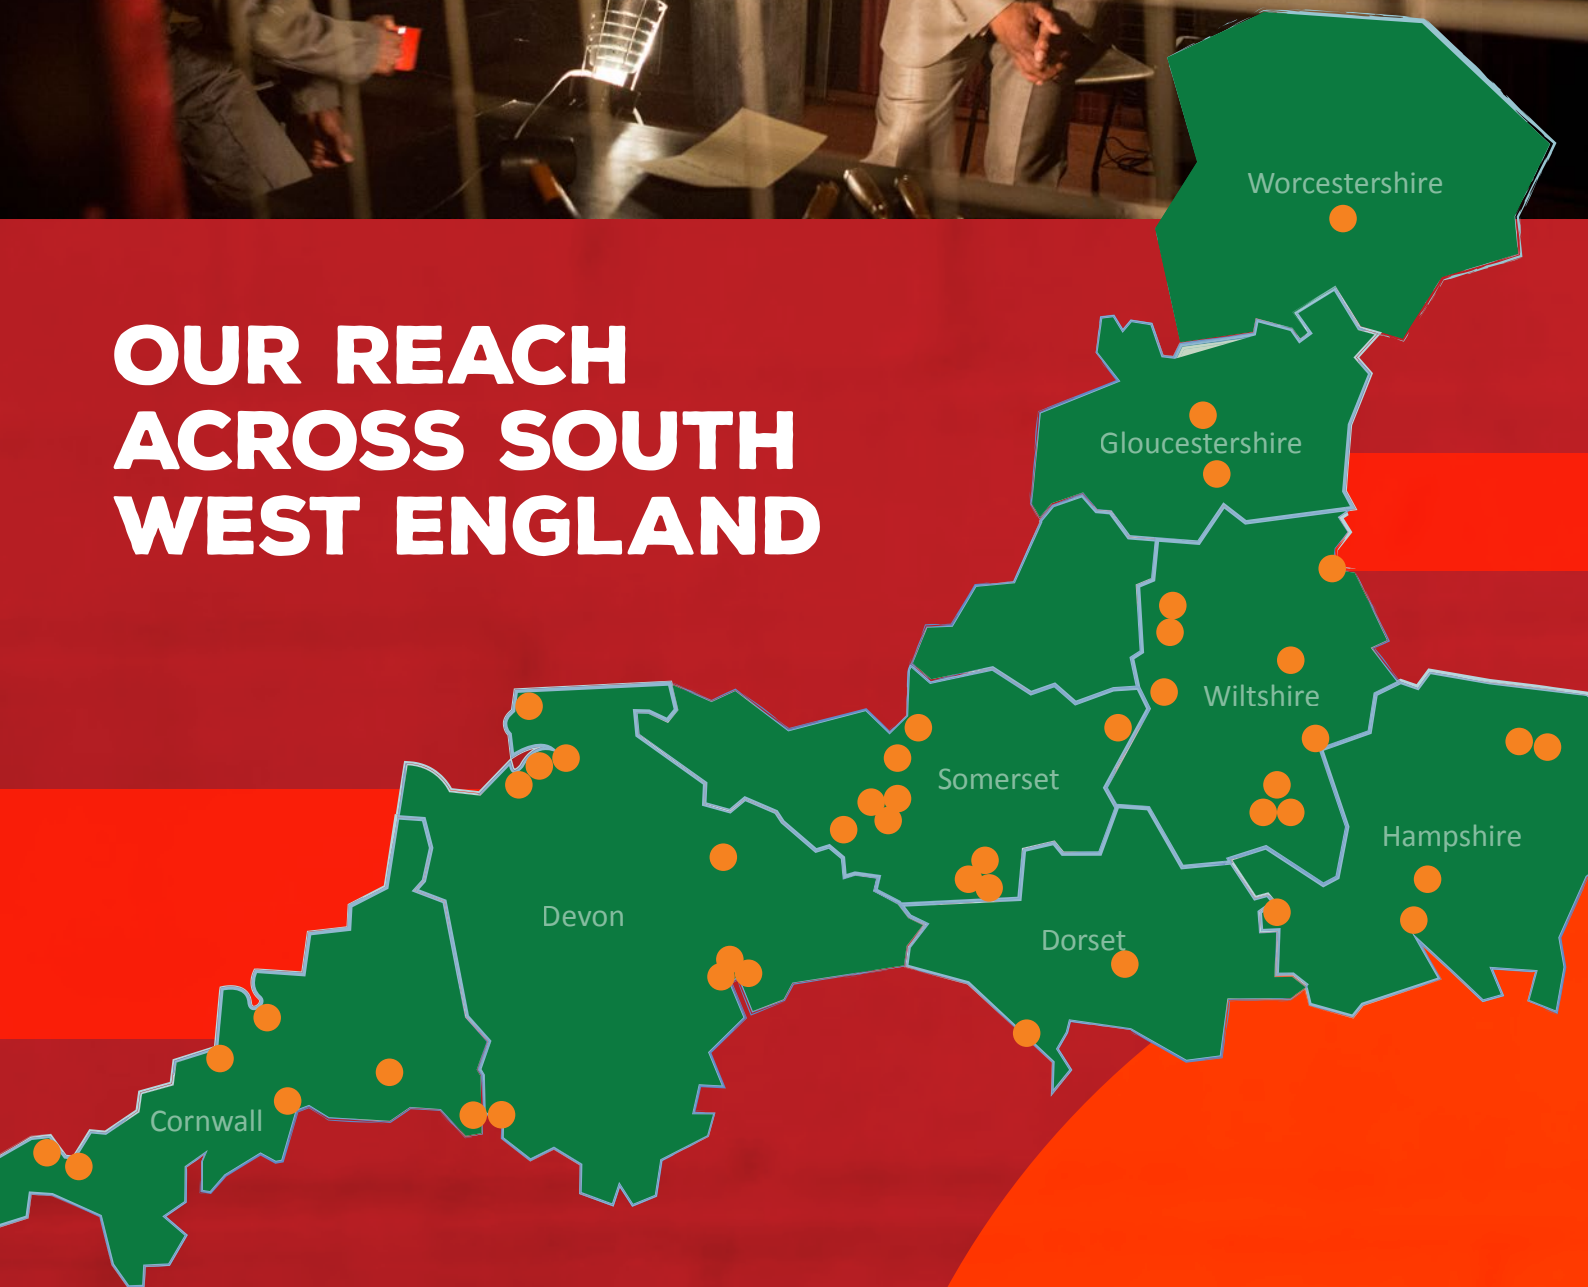 Worcestershire
OUR REACH
ACROSS SOUTH
WEST ENGLAND
Gloucestershire
Wiltshire
Somerset
Hampshire
Devon
Dorset
Cornwall